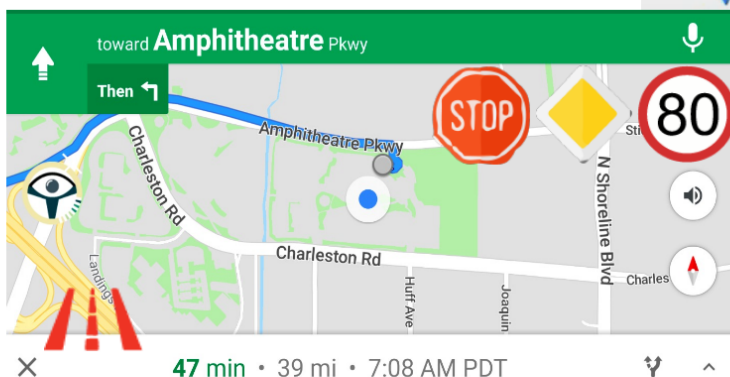 toward Amphitheatre Pkwy
Then
STOP
80
Amphitheatre Pkwy
Charleston Rd
N Shoreline Blvd
Charleston Rd
Charles
Landings
Huff Ave
Joaquin
47 min • 39 mi • 7:08 AM PDT